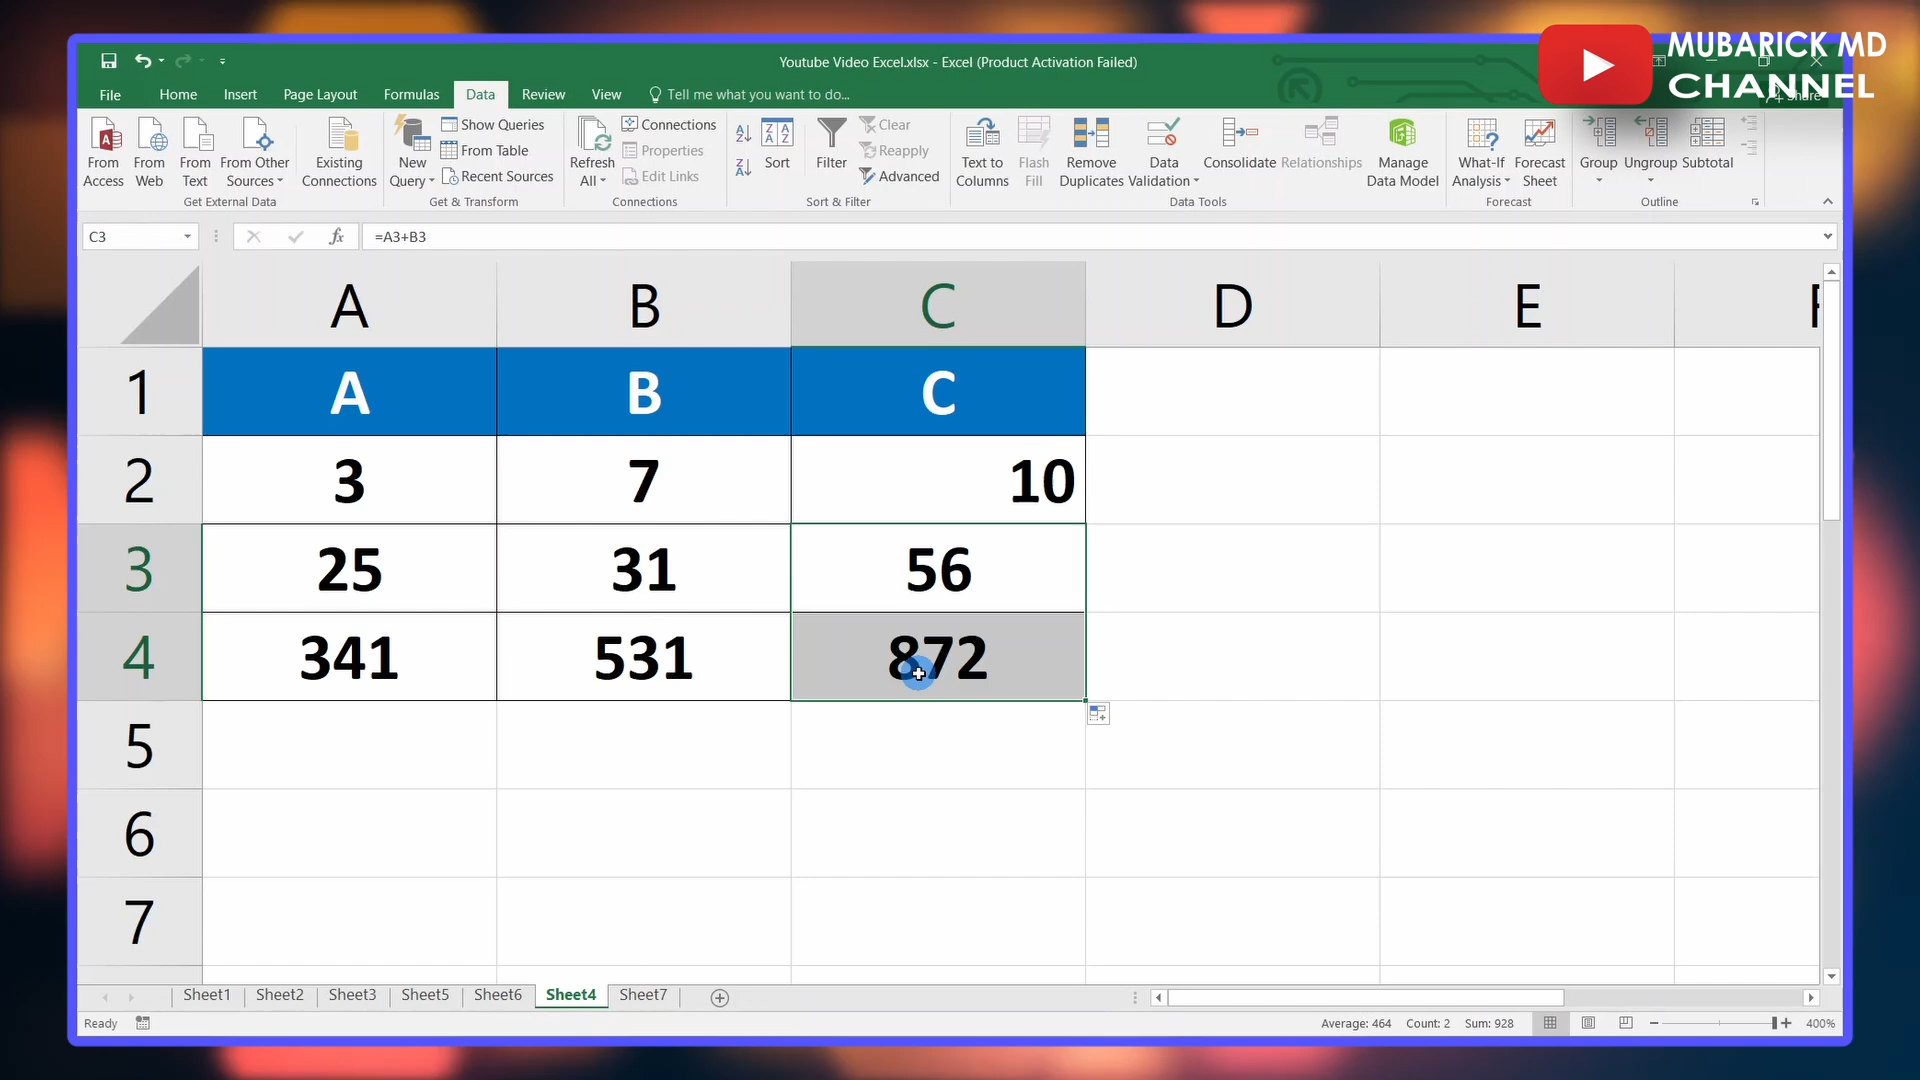 MUBARICK MD
CHANNEL
Youtube Video Excel.xlsx - Excel (Product Activation Failed)
File Home Insert Page Layout Formulas Data Review View Tell me what you want to do... Share
From Access
From Web
From Text
From Other Sources
Existing Connections
Get External Data
New Query
Show Queries
From Table
Recent Sources
Get & Transform
Refresh All
Connections
Properties
Edit Links
Connections
Sort
Filter
Clear
Reapply
Advanced
Sort & Filter
Text to Columns
Flash Fill
Remove Duplicates
Data Validation
Consolidate
Relationships
Manage Data Model
Data Tools
What-If Analysis
Forecast Sheet
Forecast
Group
Ungroup
Subtotal
Outline
C3 fx =A3+B3
A B C D E F
1 A B C
2 3 7 10
3 25 31 56
4 341 531 872
5
6
7
Sheet1 Sheet2 Sheet3 Sheet5 Sheet6 Sheet4 Sheet7
Ready Average: 464 Count: 2 Sum: 928 400%